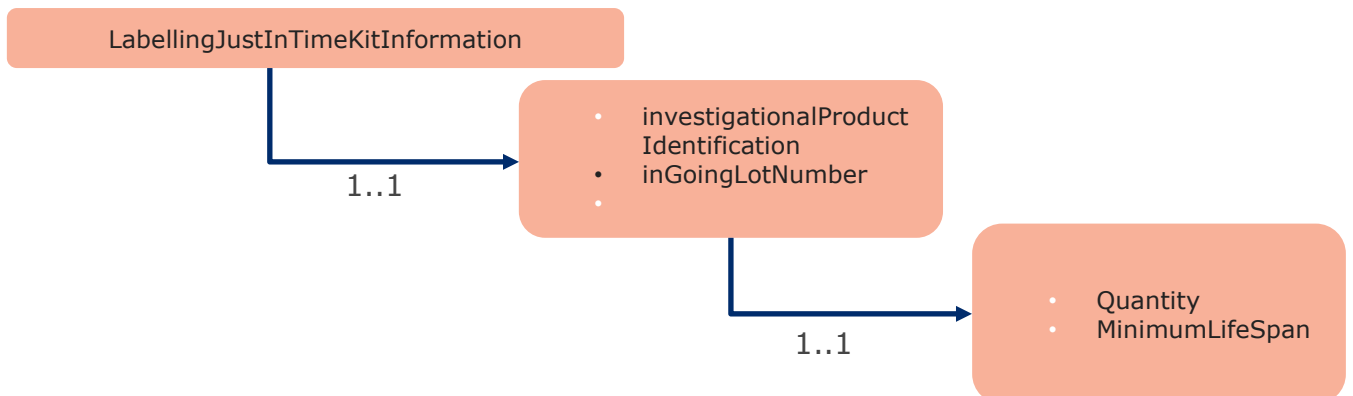 LabellingJustInTimeKitInformation
• investigationalProduct
Identification
• inGoingLotNumber
•
1..1
• Quantity
• MinimumLifeSpan
1..1